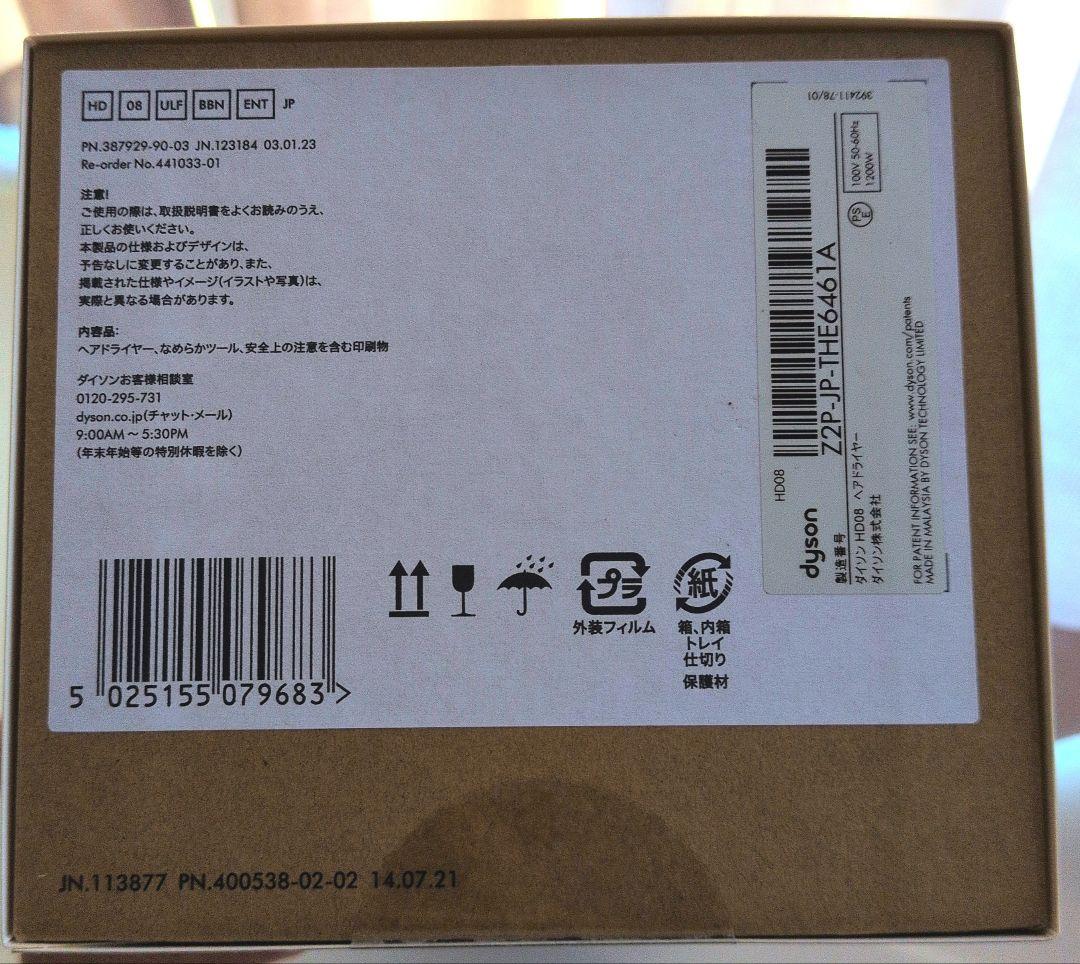 HD 08 ULF BBN ENT JP
PN.387929-90-03 JN.123184 03.01.23
Re-order No.441033-01
注意!
ご使用の際は、取扱説明書をよくお読みのうえ、
正しくお使いください。
本製品の仕様およびデザインは、
予告なしに変更することがあり、また、
掲載された仕様やイメージ(イラストや写真)は、
実際と異なる場合があります。
内容品:
ヘアドライヤー、なめらかツール、安全上の注意を含む印刷物
ダイソンお客様相談室
0120-295-731
dyson.co.jp(チャット・メール)
9:00AM～5:30PM
(年末年始等の特別休暇を除く)
5 025155 079683 >
プラ
外装フィルム
紙
箱、内箱
トレイ
仕切り
保護材
392411-78/01
HD08
Z2P-JP-THE6461A
dyson
製造番号
ダイソン HD08 ヘアドライヤー
ダイソン株式会社
PS
E
100V 50-60Hz
1200W
FOR PATENT INFORMATION SEE: www.dyson.com/patents
MADE IN MALAYSIA BY DYSON TECHNOLOGY LIMITED
JN.113877 PN.400538-02-02 14.07.21